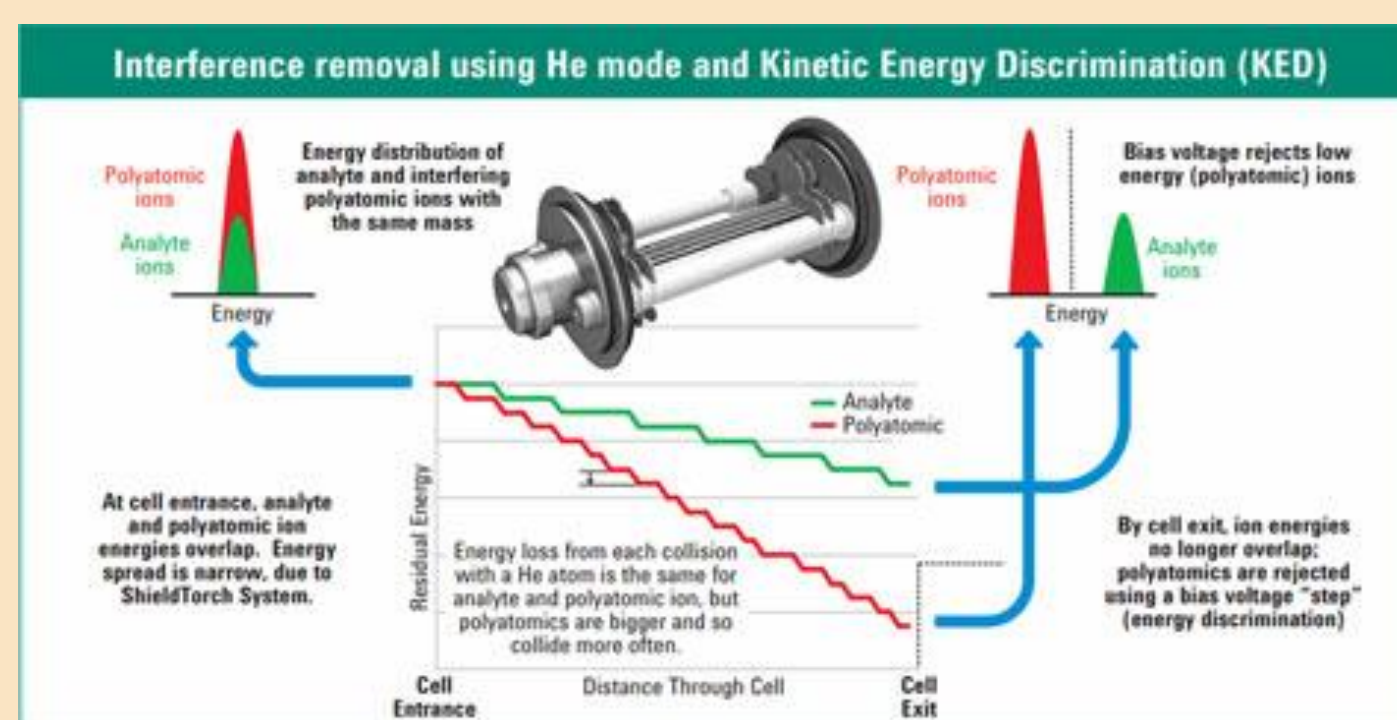 Interference removal using He mode and Kinetic Energy Discrimination (KED)
Polyatomic
ions
Analyte
ions
Energy
Energy distribution of
analyte and interfering
polyatomic ions with
the same mass
Polyatomic
ions
Bias voltage rejects low
energy (polyatomic) ions
Analyte
ions
Energy
Analyte
Polyatomic
At cell entrance, analyte
and polyatomic ion
energies overlap. Energy
spread is narrow, due to
ShieldTorch System.
Residual Energy
Energy loss from each collision
with a He atom is the same for
analyte and polyatomic ion, but
polyatomics are bigger and so
collide more often.
By cell exit, ion energies
no longer overlap;
polyatomics are rejected
using a bias voltage "step"
(energy discrimination)
Cell
Entrance
Distance Through Cell
Cell
Exit